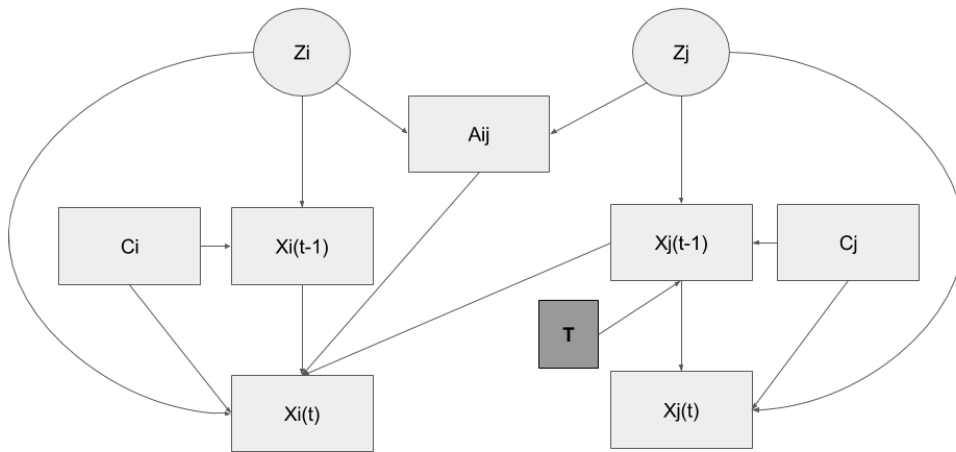 Zi
Zj
Aij
Ci
Xi(t-1)
Xj(t-1)
Cj
T
Xi(t)
Xj(t)